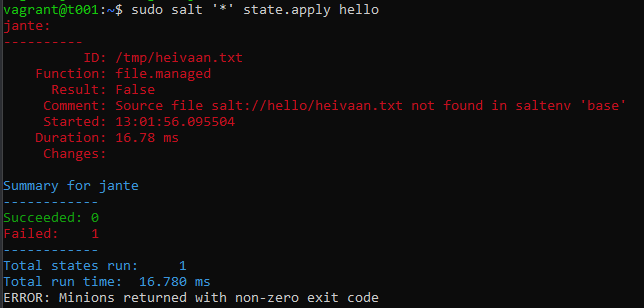 vagrant@t001:~$ sudo salt '*' state.apply hello
jante:
----------
          ID: /tmp/heivaan.txt
    Function: file.managed
      Result: False
     Comment: Source file salt://hello/heivaan.txt not found in saltenv 'base'
     Started: 13:01:56.095504
    Duration: 16.78 ms
     Changes:

Summary for jante
------------
Succeeded: 0
Failed:    1
------------
Total states run:     1
Total run time:  16.780 ms
ERROR: Minions returned with non-zero exit code